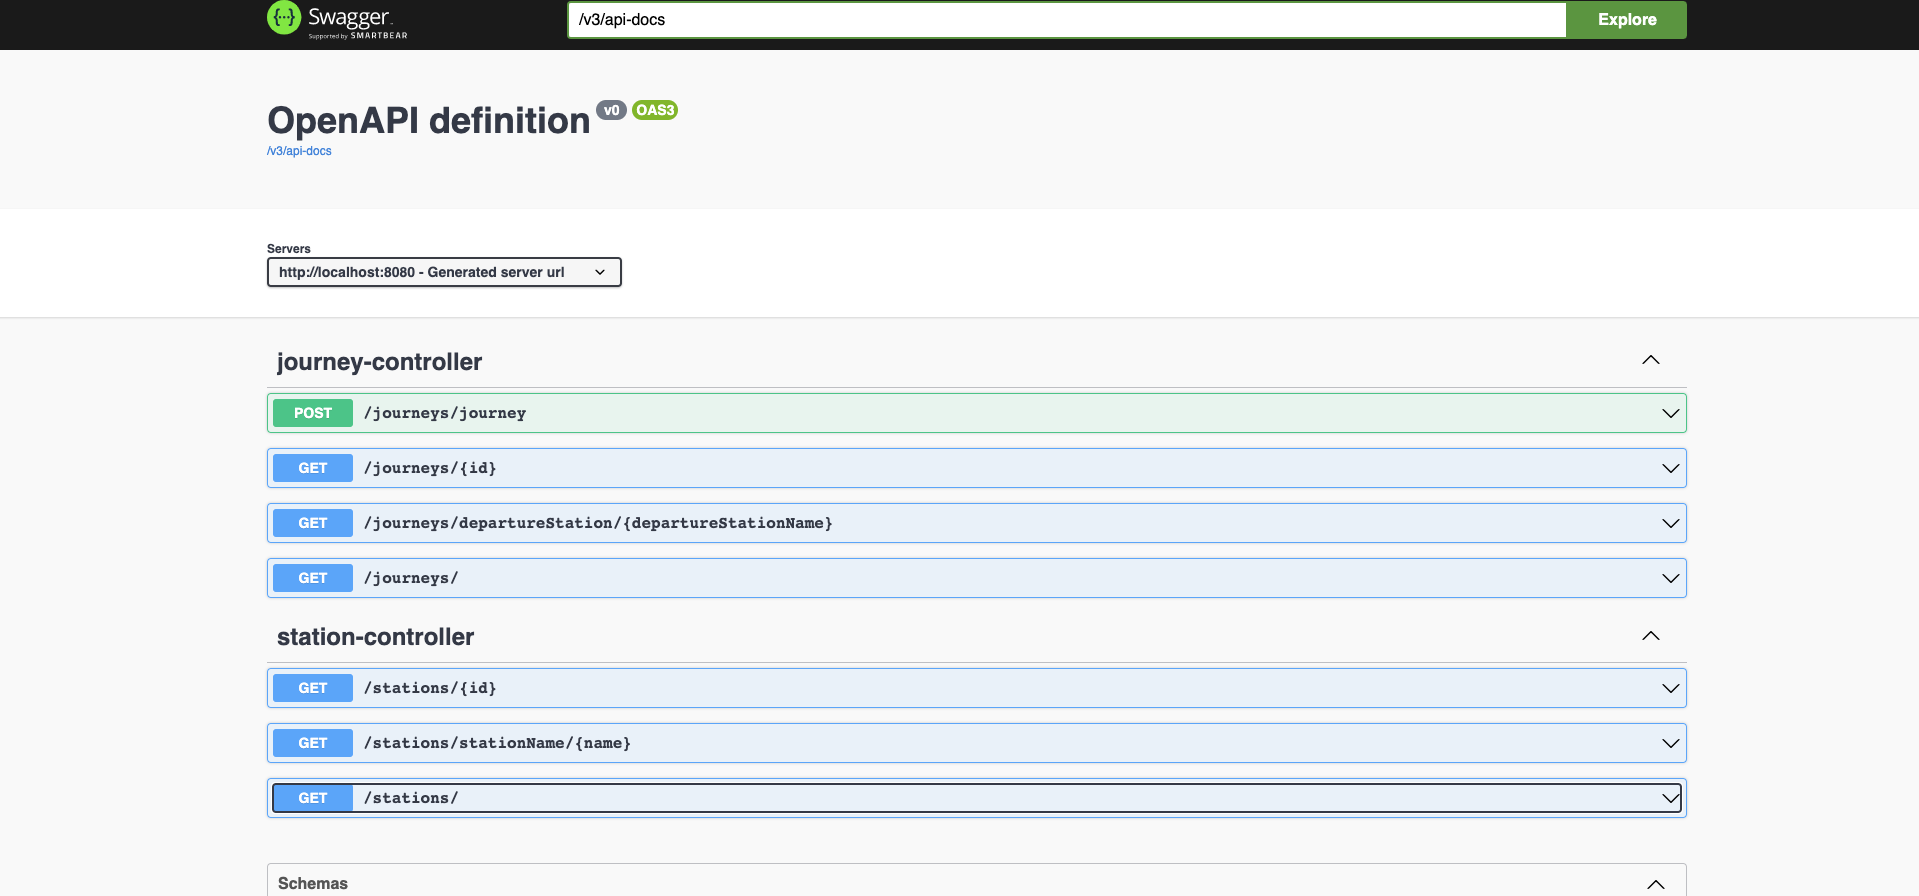 Swagger.
Supported by SMARTBEAR
/v3/api-docs
Explore
OpenAPI definition v0 OAS3
/v3/api-docs
Servers
http://localhost:8080 - Generated server url
journey-controller
POST /journeys/journey
GET /journeys/{id}
GET /journeys/departureStation/{departureStationName}
GET /journeys/
station-controller
GET /stations/{id}
GET /stations/stationName/{name}
GET /stations/
Schemas